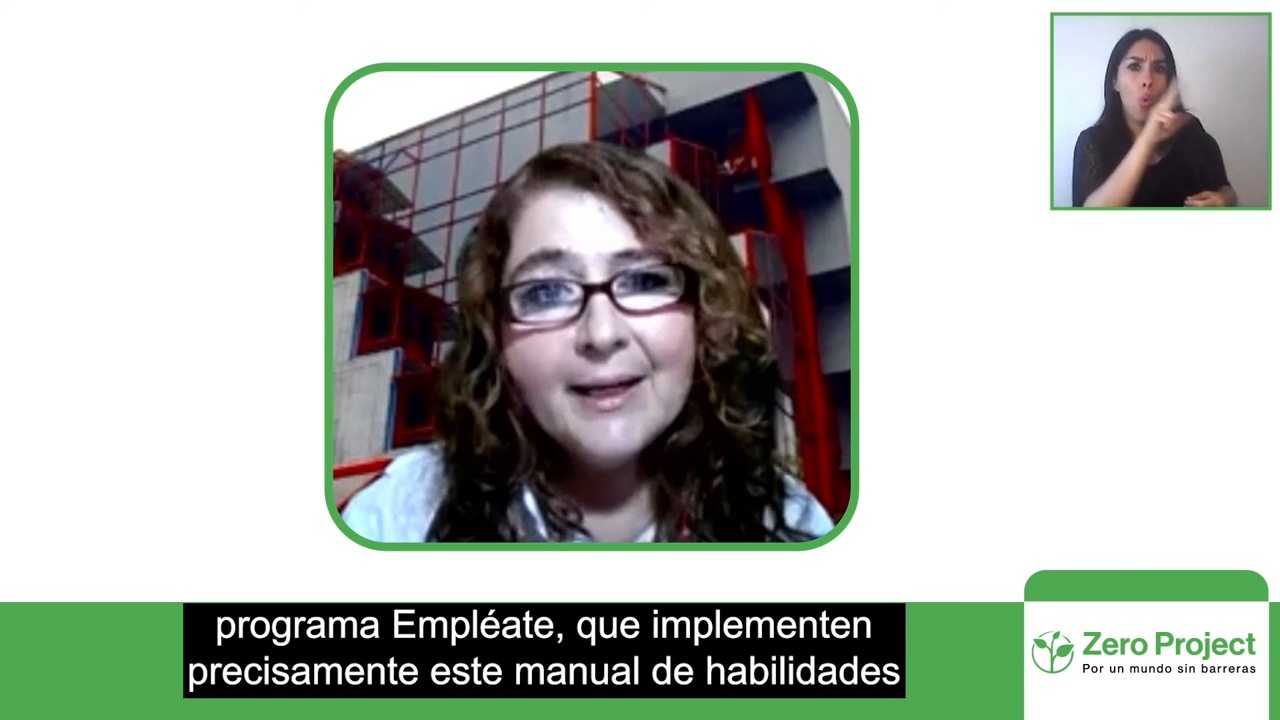 programa Empléate, que implementen
precisamente este manual de habilidades
Zero Project
Por un mundo sin barreras